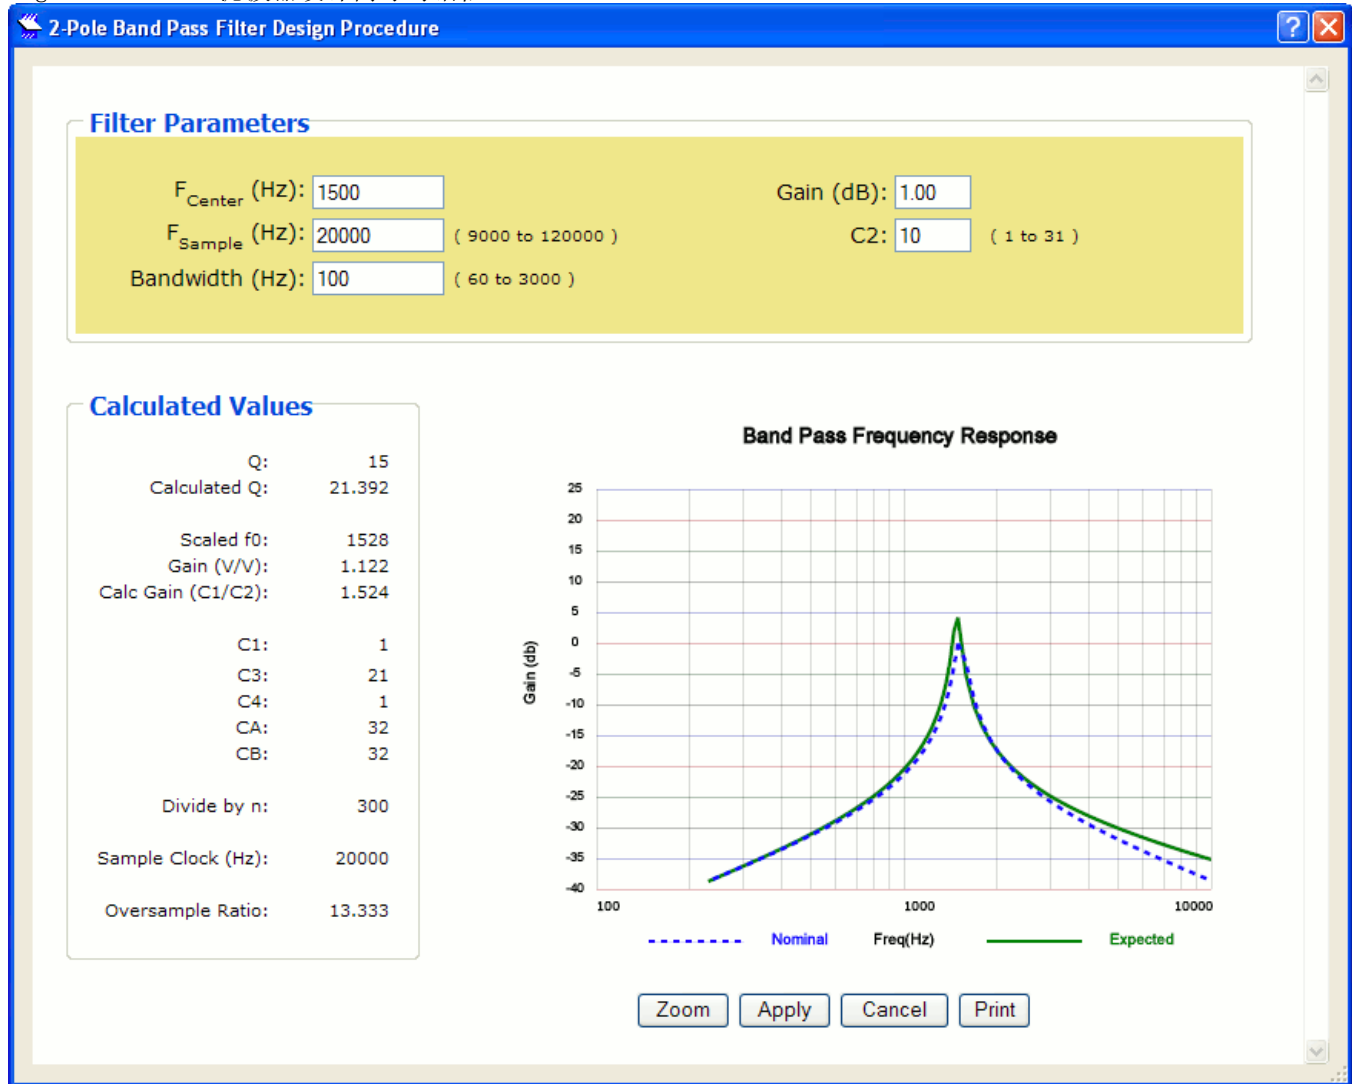 2-Pole Band Pass Filter Design Procedure
Filter Parameters
FCenter (Hz): 1500
Gain (dB): 1.00
FSample (Hz): 20000 ( 9000 to 120000 )
C2: 10 ( 1 to 31 )
Bandwidth (Hz): 100 ( 60 to 3000 )
Calculated Values
Q: 15
Calculated Q: 21.392
Scaled f0: 1528
Gain (V/V): 1.122
Calc Gain (C1/C2): 1.524
C1: 1
C3: 21
C4: 1
CA: 32
CB: 32
Divide by n: 300
Sample Clock (Hz): 20000
Oversample Ratio: 13.333
Band Pass Frequency Response
25
20
15
10
5
0
-5
-10
-15
-20
-25
-30
-35
-40
Gain (db)
100 1000 10000
Nominal Freq(Hz) Expected
Zoom Apply Cancel Print